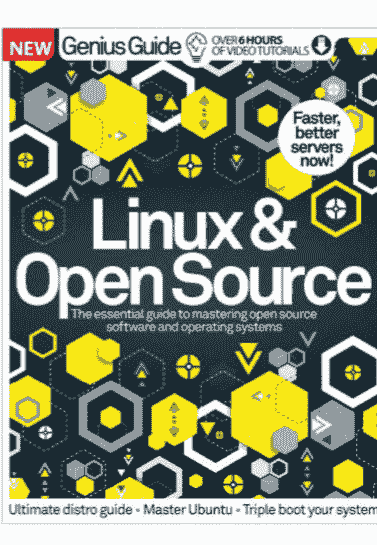 NEW Genius Guide OVER 6 HOURS
OF VIDEO TUTORIALS
Faster,
better
servers
now!
Linux &
Open Source
The essential guide to mastering open source
software and operating systems
Ultimate distro guide • Master Ubuntu • Triple boot your system